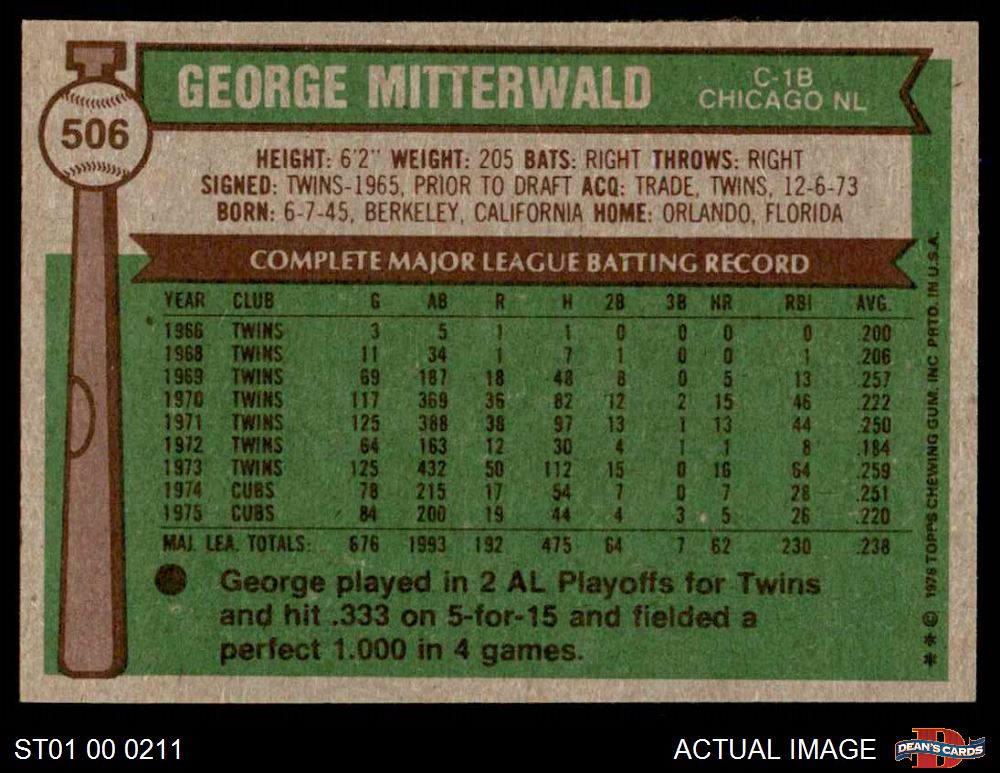 GEORGE MITTERWALD
C-1B
CHICAGO NL
506
HEIGHT: 6'2" WEIGHT: 205 BATS: RIGHT THROWS: RIGHT
SIGNED: TWINS-1965, PRIOR TO DRAFT ACQ: TRADE, TWINS, 12-6-73
BORN: 6-7-45, BERKELEY, CALIFORNIA HOME: ORLANDO, FLORIDA
COMPLETE MAJOR LEAGUE BATTING RECORD
YEAR CLUB G AB R H 2B 3B HR RBI AVG.
1966 TWINS 3 5 1 1 0 0 0 0 .200
1968 TWINS 11 34 1 7 1 0 0 1 .206
1969 TWINS 69 187 18 48 8 0 5 13 .257
1970 TWINS 117 369 36 82 12 2 15 46 .222
1971 TWINS 125 388 38 97 13 1 13 44 .250
1972 TWINS 64 163 12 30 4 1 1 8 .184
1973 TWINS 125 432 50 112 15 0 16 64 .259
1974 CUBS 78 215 17 54 7 0 7 28 .251
1975 CUBS 84 200 19 44 4 3 5 26 .220
MAJ. LEA. TOTALS: 676 1993 192 475 64 7 62 230 .238
George played in 2 AL Playoffs for Twins
and hit .333 on 5-for-15 and fielded a
perfect 1.000 in 4 games.
** © 1976 TOPPS CHEWING GUM, INC. PRTD. IN U.S.A.
ST01 00 0211
ACTUAL IMAGE
DEAN'S CARDS